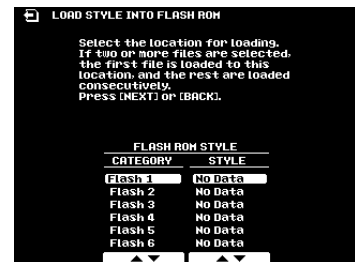 LOAD STYLE INTO FLASH ROM
Select the location for loading.
If two or more files are selected,
the first file is loaded to this
location, and the rest are loaded
consecutively.
Press [NEXT] or [BACK].
FLASH ROM STYLE
CATEGORY STYLE
Flash 1 No Data
Flash 2 No Data
Flash 3 No Data
Flash 4 No Data
Flash 5 No Data
Flash 6 No Data